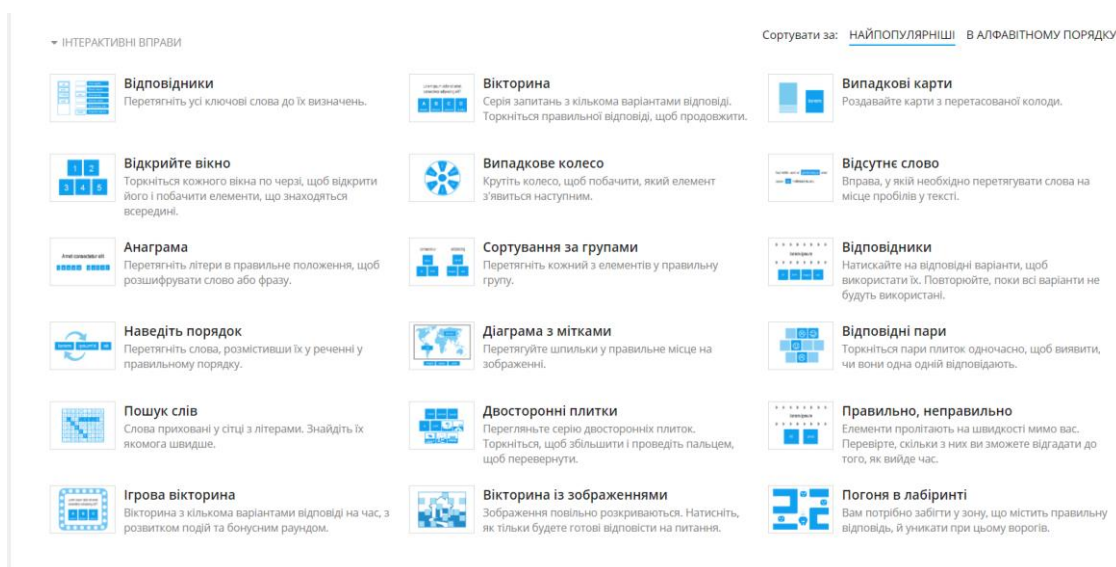 Сортувати за: НАЙПОПУЛЯРНІШІ В АЛФАВІТНОМУ ПОРЯДКУ
ІНТЕРАКТИВНІ ВПРАВИ
Відповідники
Перетягніть усі ключові слова до їх визначень.
Вікторина
Серія запитань з кількома варіантами відповіді.
Торкніться правильної відповіді, щоб продовжити.
Випадкові карти
Роздавайте карти з перетасованої колоди.
Відкрийте вікно
Торкніться кожного вікна по черзі, щоб відкрити
його і побачити елементи, що знаходяться
всередині.
1 2
3 4 5
Випадкове колесо
Крутіть колесо, щоб побачити, який елемент
з'явиться наступним.
Відсутнє слово
Вправа, у якій необхідно перетягувати слова на
місце пробілів у тексті.
Анаграма
Перетягніть літери в правильне положення, щоб
розшифрувати слово або фразу.
Сортування за групами
Перетягніть кожний з елементів у правильну
групу.
Відповідники
Натискайте на відповідні варіанти, щоб
використати їх. Повторюйте, поки всі варіанти не
будуть використані.
Наведіть порядок
Перетягніть слова, розмістивши їх у реченні у
правильному порядку.
Діаграма з мітками
Перетягуйте шпильки у правильне місце на
зображенні.
Відповідні пари
Торкніться пари плиток одночасно, щоб виявити,
чи вони одна одній відповідають.
Пошук слів
Слова приховані у сітці з літерами. Знайдіть їх
якомога швидше.
Двосторонні плитки
Перегляньте серію двосторонніх плиток.
Торкніться, щоб збільшити і проведіть пальцем,
щоб перевернути.
Правильно, неправильно
Елементи пролітають на швидкості мимо вас.
Перевірте, скільки з них ви зможете відгадати до
того, як вийде час.
Ігрова вікторина
Вікторина з кількома варіантами відповіді на час, з
розвитком подій та бонусним раундом.
Вікторина із зображеннями
Зображення повільно розкриваються. Натисніть,
як тільки будете готові відповісти на питання.
Погоня в лабіринті
Вам потрібно забігти у зону, що містить правильну
відповідь, й уникати при цьому ворогів.